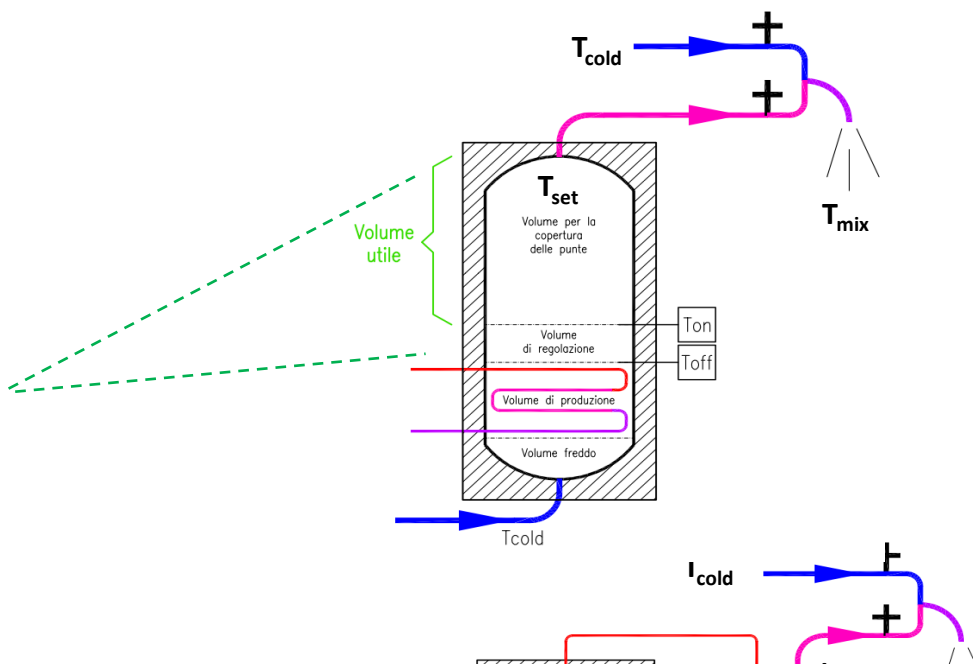 Tcold
Tset
Volume per la
copertura
delle punte
Tmix
Volume
utile
Ton
Volume
di regolazione
Toff
Volume di produzione
Volume freddo
Tcold
Tcold